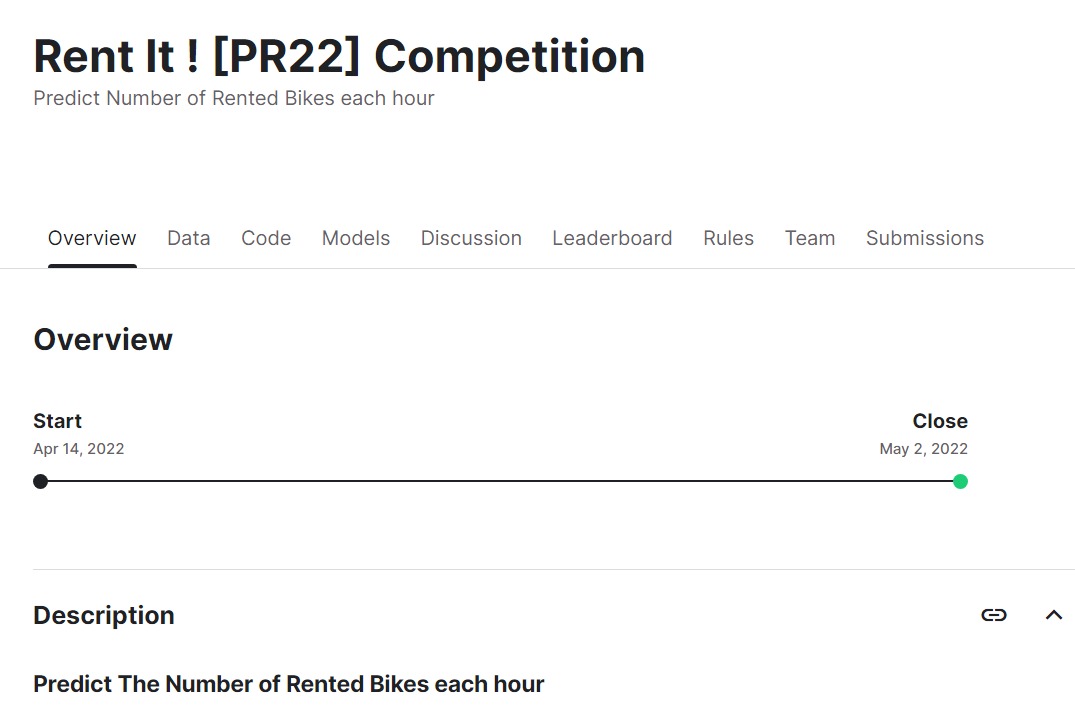 Rent It ! [PR22] Competition
Predict Number of Rented Bikes each hour
Overview Data Code Models Discussion Leaderboard Rules Team Submissions
Overview
Start Close
Apr 14, 2022 May 2, 2022
Description
Predict The Number of Rented Bikes each hour